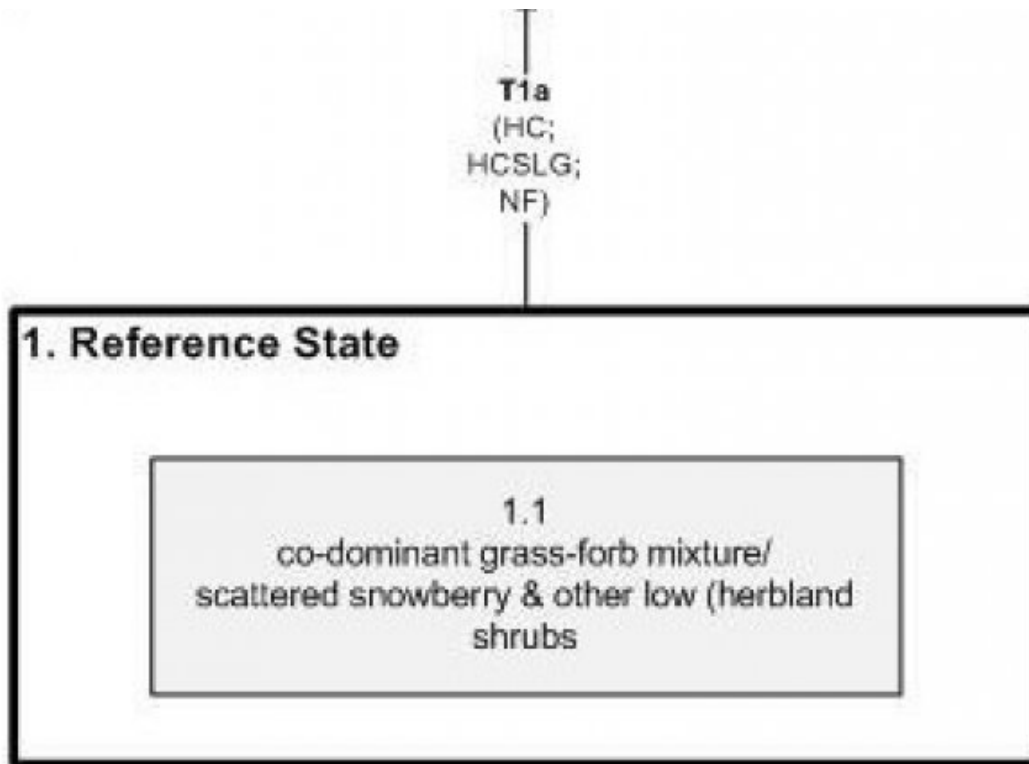 T1a
(HC;
HCSLG;
NF)
1. Reference State
1.1
co-dominant grass-forb mixture/
scattered snowberry & other low (herbland
shrubs